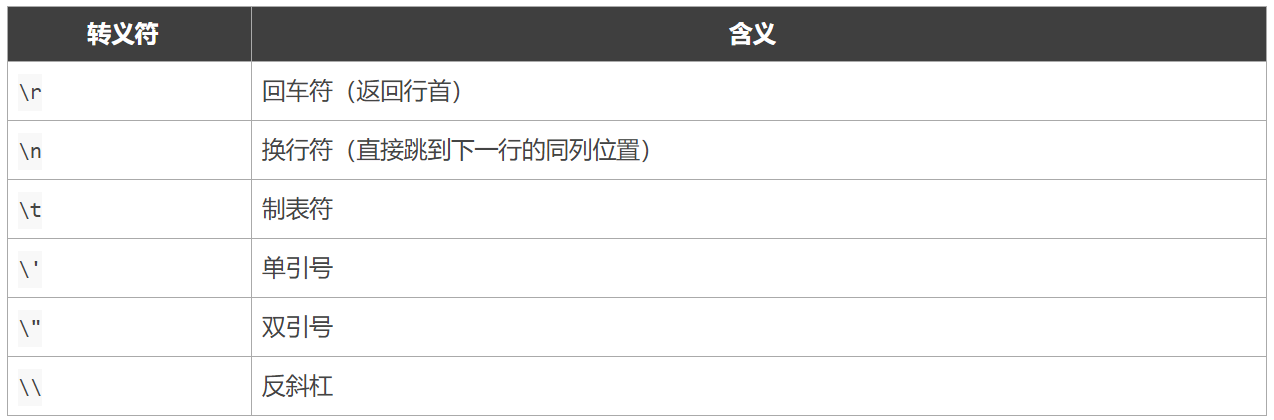 转义符 含义
\r 回车符（返回行首）
\n 换行符（直接跳到下一行的同列位置）
\t 制表符
\' 单引号
\" 双引号
\\ 反斜杠